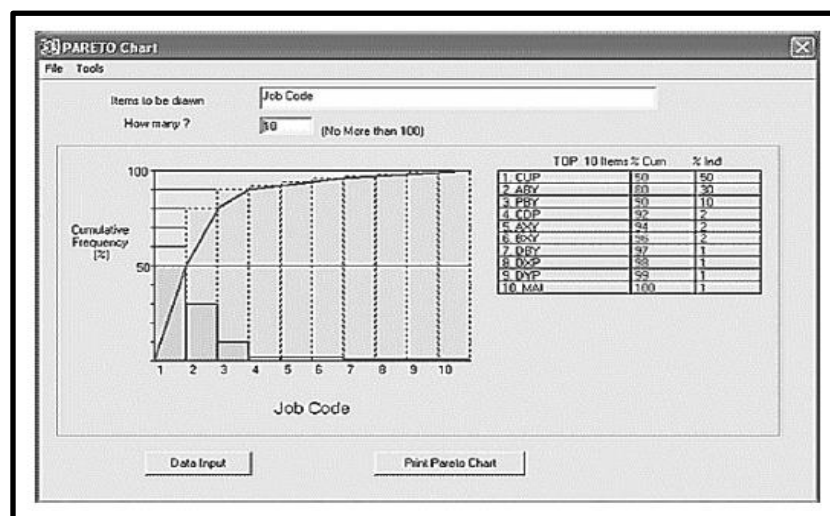 PARETO Chart
File Tools
Items to be drawn Job Code
How many ? 10 (No More than 100)
TOP 10 Items % Cum % Ind
1. CUP 50 50
2. ABY 80 30
3. PBY 90 10
4. CDP 92 2
5. AXY 94 2
6. BXY 96 2
7. DBY 97 1
8. DXP 98 1
9. DYP 99 1
10. MAI 100 1
100
Cumulative
Frequency
[%]
50
1 2 3 4 5 6 7 8 9 10
Job Code
Data Input Print Pareto Chart